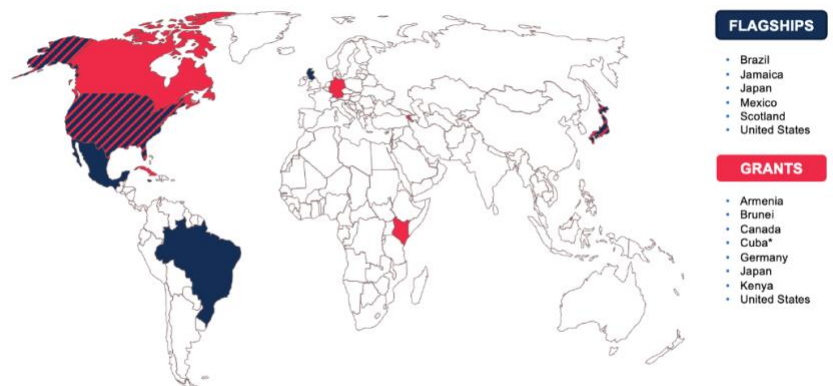 FLAGSHIPS
• Brazil
• Jamaica
• Japan
• Mexico
• Scotland
• United States
GRANTS
• Armenia
• Brunei
• Canada
• Cuba*
• Germany
• Japan
• Kenya
• United States